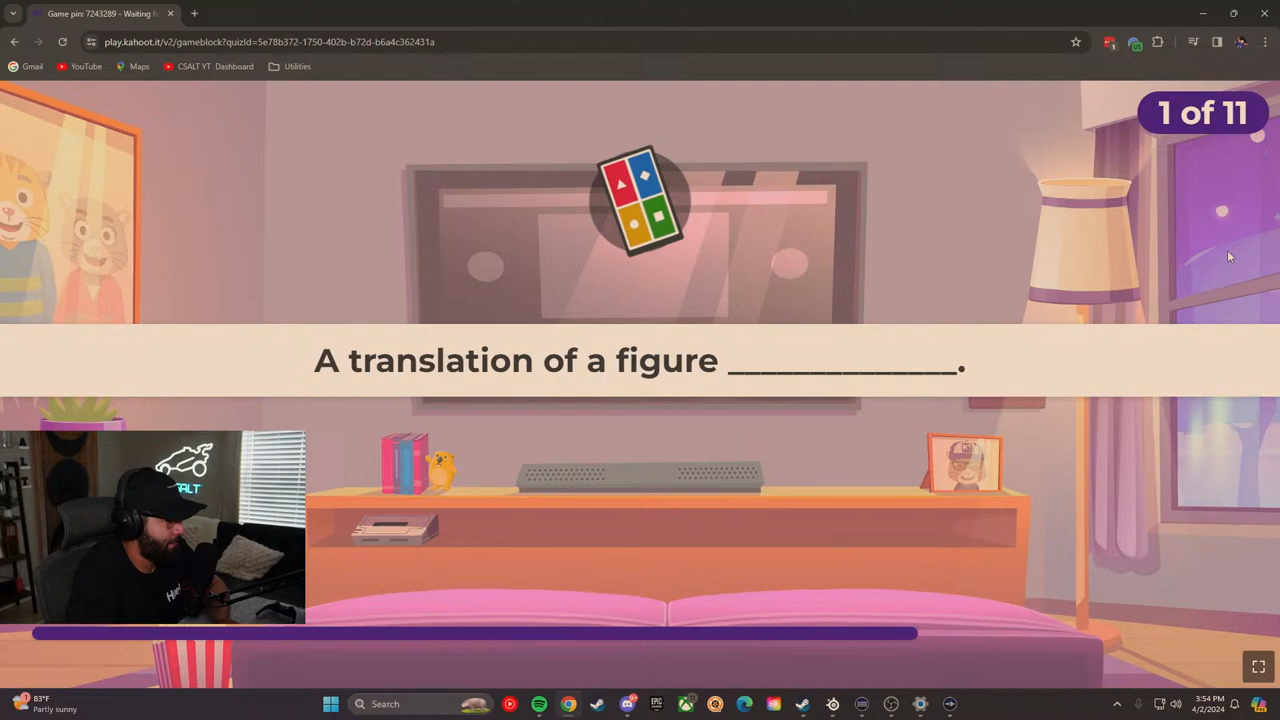 Game pin: 7243289 - Waiting f
play.kahoot.it/v2/gameblock?quizId=5e78b372-1750-402b-b72d-b6a4c362431a
Gmail
YouTube
Maps
CSALT YT Dashboard
Utilities
1 of 11
A translation of a figure ______________.
83°F
Partly sunny
Search
3:54 PM
4/2/2024